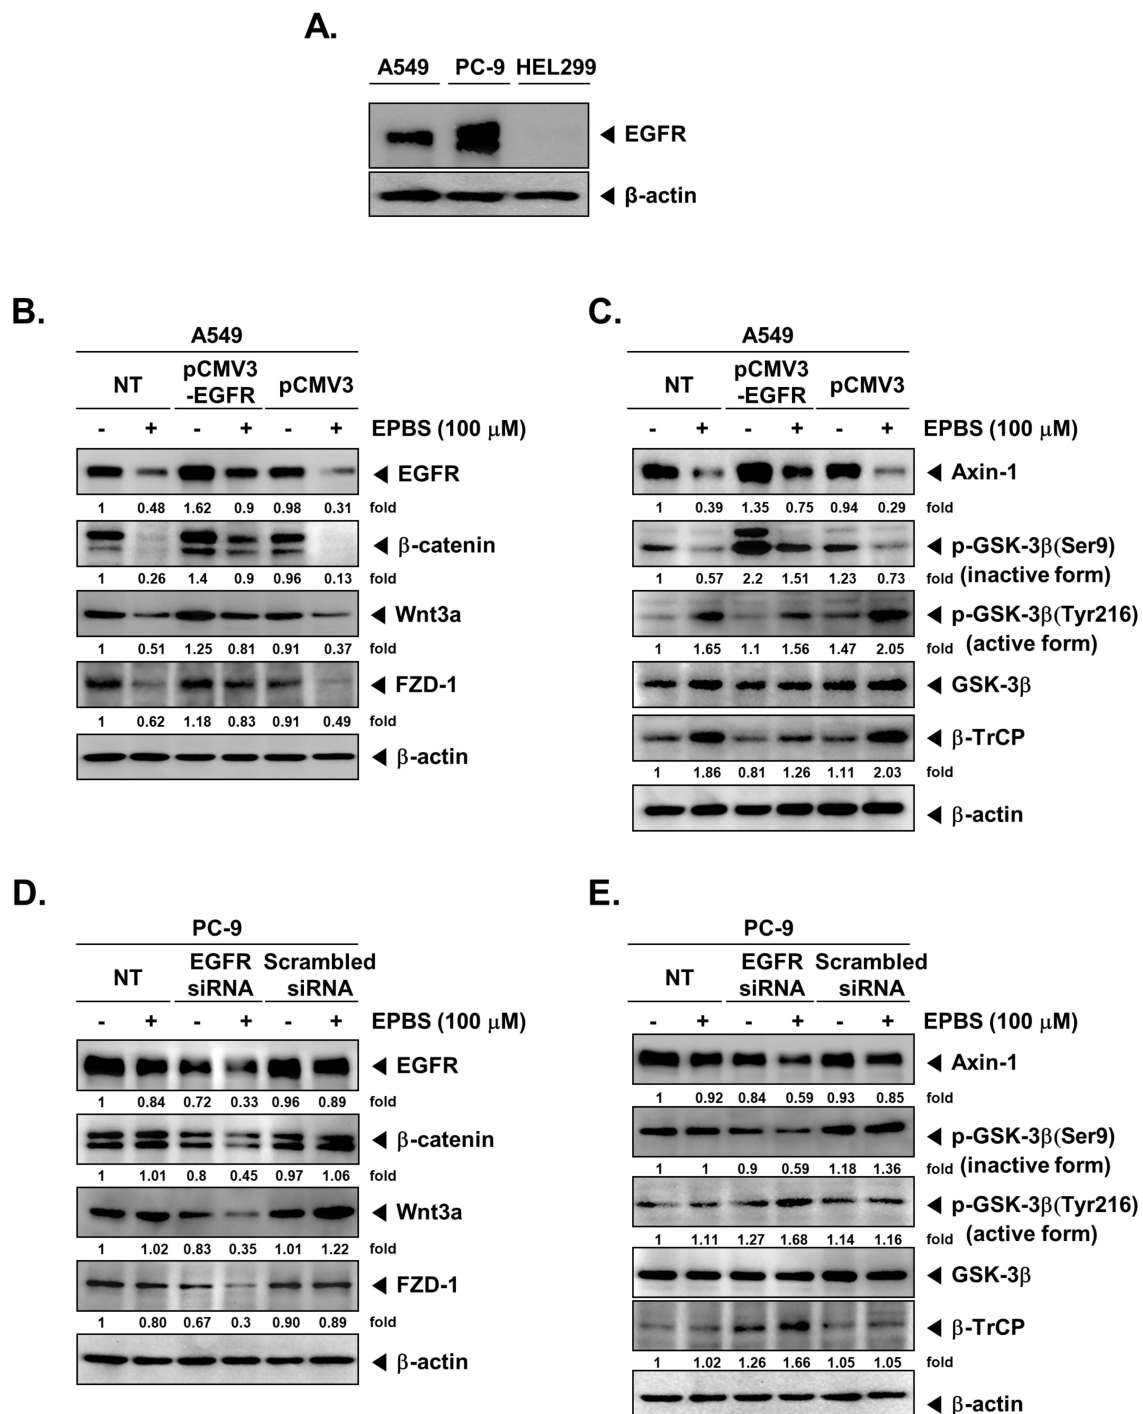 A.
A549 PC-9 HEL299
◄ EGFR
◄ β-actin
B.
A549
NT pCMV3 -EGFR pCMV3
- + - + - + EPBS (100 μM)
◄ EGFR
1 0.48 1.62 0.9 0.98 0.31 fold
◄ β-catenin
1 0.26 1.4 0.9 0.96 0.13 fold
◄ Wnt3a
1 0.51 1.25 0.81 0.91 0.37 fold
◄ FZD-1
1 0.62 1.18 0.83 0.91 0.49 fold
◄ β-actin
C.
A549
NT pCMV3 -EGFR pCMV3
- + - + - + EPBS (100 μM)
◄ Axin-1
1 0.39 1.35 0.75 0.94 0.29 fold
◄ p-GSK-3β(Ser9)
(inactive form)
1 0.57 2.2 1.51 1.23 0.73 fold
◄ p-GSK-3β(Tyr216)
(active form)
1 1.65 1.1 1.56 1.47 2.05 fold
◄ GSK-3β
◄ β-TrCP
1 1.86 0.81 1.26 1.11 2.03 fold
◄ β-actin
D.
PC-9
NT EGFR siRNA Scrambled siRNA
- + - + - + EPBS (100 μM)
◄ EGFR
1 0.84 0.72 0.33 0.96 0.89 fold
◄ β-catenin
1 1.01 0.8 0.45 0.97 1.06 fold
◄ Wnt3a
1 1.02 0.83 0.35 1.01 1.22 fold
◄ FZD-1
1 0.80 0.67 0.3 0.90 0.89 fold
◄ β-actin
E.
PC-9
NT EGFR siRNA Scrambled siRNA
- + - + - + EPBS (100 μM)
◄ Axin-1
1 0.92 0.84 0.59 0.93 0.85 fold
◄ p-GSK-3β(Ser9)
(inactive form)
1 1 0.9 0.59 1.18 1.36 fold
◄ p-GSK-3β(Tyr216)
(active form)
1 1.11 1.27 1.68 1.14 1.16 fold
◄ GSK-3β
◄ β-TrCP
1 1.02 1.26 1.66 1.05 1.05 fold
◄ β-actin